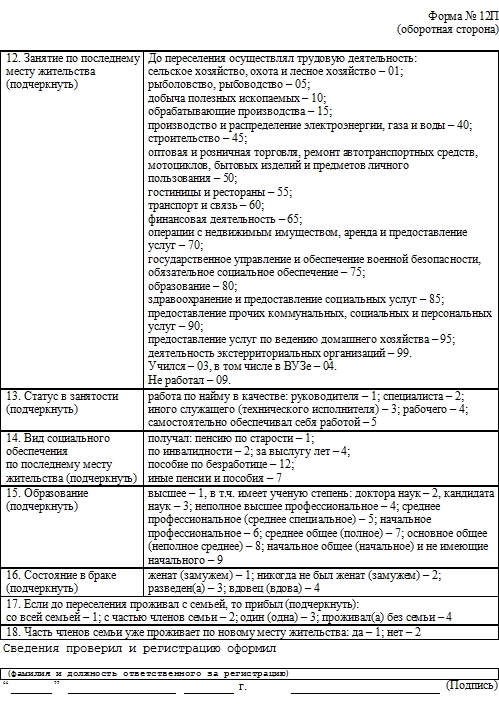 Форма № 12П
(оборотная сторона)
12. Занятие по последнему
месту жительства
(подчеркнуть)
До переселения осуществлял трудовую деятельность:
сельское хозяйство, охота и лесное хозяйство – 01;
рыболовство, рыбоводство – 05;
добыча полезных ископаемых – 10;
обрабатывающие производства – 15;
производство и распределение электроэнергии, газа и воды – 40;
строительство – 45;
оптовая и розничная торговля, ремонт автотранспортных средств,
мотоциклов, бытовых изделий и предметов личного
пользования – 50;
гостиницы и рестораны – 55;
транспорт и связь – 60;
финансовая деятельность – 65;
операции с недвижимым имуществом, аренда и предоставление
услуг – 70;
государственное управление и обеспечение военной безопасности,
обязательное социальное обеспечение – 75;
образование – 80;
здравоохранение и предоставление социальных услуг – 85;
предоставление прочих коммунальных, социальных и персональных
услуг – 90;
предоставление услуг по ведению домашнего хозяйства – 95;
деятельность экстерриториальных организаций – 99.
Учился – 03, в том числе в ВУЗе – 04.
Не работал – 09.
13. Статус в занятости
(подчеркнуть)
работа по найму в качестве: руководителя – 1; специалиста – 2;
иного служащего (технического исполнителя) – 3; рабочего – 4;
самостоятельно обеспечивал себя работой – 5
14. Вид социального
обеспечения
по последнему месту
жительства (подчеркнуть)
получал: пенсию по старости – 1;
по инвалидности – 2; за выслугу лет – 4;
пособие по безработице – 12;
иные пенсии и пособия – 7
15. Образование
(подчеркнуть)
высшее – 1, в т.ч. имеет ученую степень: доктора наук – 2, кандидата
наук – 3; неполное высшее профессиональное – 4; среднее
профессиональное (среднее специальное) – 5; начальное
профессиональное – 6; среднее общее (полное) – 7; основное общее
(неполное среднее) – 8; начальное общее (начальное) и не имеющие
начального – 9
16. Состояние в браке
(подчеркнуть)
женат (замужем) – 1; никогда не был женат (замужем) – 2;
разведен(а) – 3; вдовец (вдова) – 4
17. Если до переселения проживал с семьей, то прибыл (подчеркнуть):
со всей семьей – 1; с частью членов семьи – 2; один (одна) – 3; проживал(а) без семьи – 4
18. Часть членов семьи уже проживает по новому месту жительства: да – 1; нет – 2
Сведения проверил и регистрацию оформил
(фамилия и должность ответственного за регистрацию)
“ ” г. (Подпись)